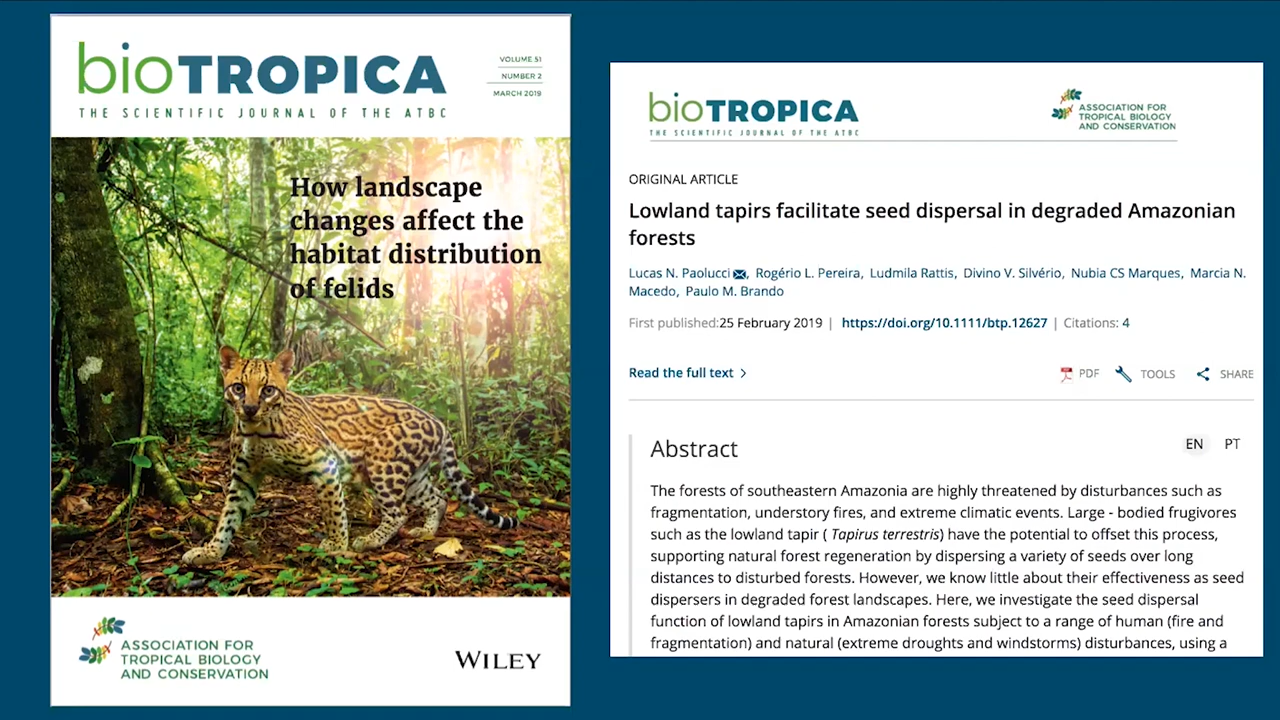 bioTROPICA
THE SCIENTIFIC JOURNAL OF THE ATBC
VOLUME 51
NUMBER 2
MARCH 2019
How landscape
changes affect the
habitat distribution
of felids
ASSOCIATION FOR
TROPICAL BIOLOGY
AND CONSERVATION
WILEY
bioTROPICA
THE SCIENTIFIC JOURNAL OF THE ATBC
ASSOCIATION FOR
TROPICAL BIOLOGY
AND CONSERVATION
ORIGINAL ARTICLE
Lowland tapirs facilitate seed dispersal in degraded Amazonian
forests
Lucas N. Paolucci, Rogério L. Pereira, Ludmila Rattis, Divino V. Silvério, Nubia CS Marques, Marcia N.
Macedo, Paulo M. Brando
First published:25 February 2019 | https://doi.org/10.1111/btp.12627 | Citations: 4
Read the full text >
PDF TOOLS SHARE
Abstract
EN PT
The forests of southeastern Amazonia are highly threatened by disturbances such as
fragmentation, understory fires, and extreme climatic events. Large - bodied frugivores
such as the lowland tapir ( Tapirus terrestris) have the potential to offset this process,
supporting natural forest regeneration by dispersing a variety of seeds over long
distances to disturbed forests. However, we know little about their effectiveness as seed
dispersers in degraded forest landscapes. Here, we investigate the seed dispersal
function of lowland tapirs in Amazonian forests subject to a range of human (fire and
fragmentation) and natural (extreme droughts and windstorms) disturbances, using a